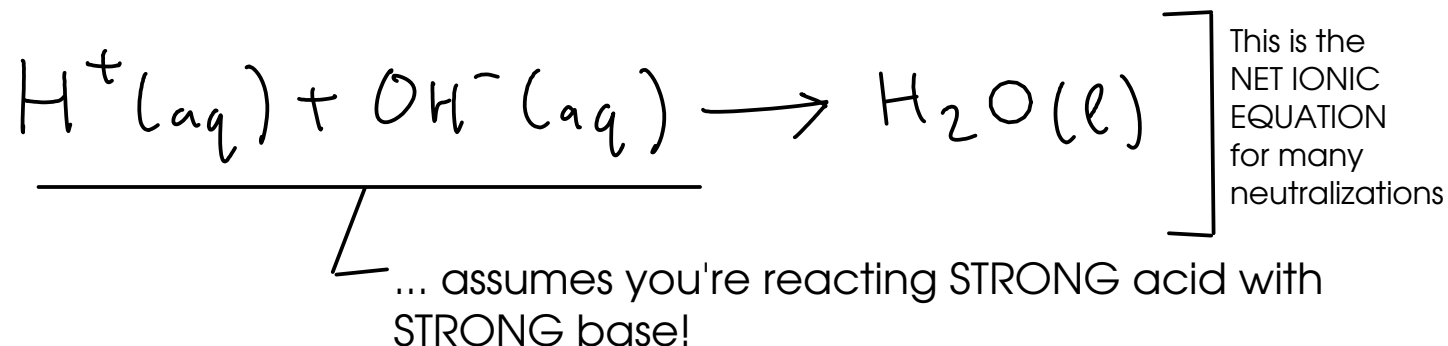 H⁺(aq) + OH⁻(aq) → H₂O(l)
This is the
NET IONIC
EQUATION
for many
neutralizations
... assumes you're reacting STRONG acid with
STRONG base!